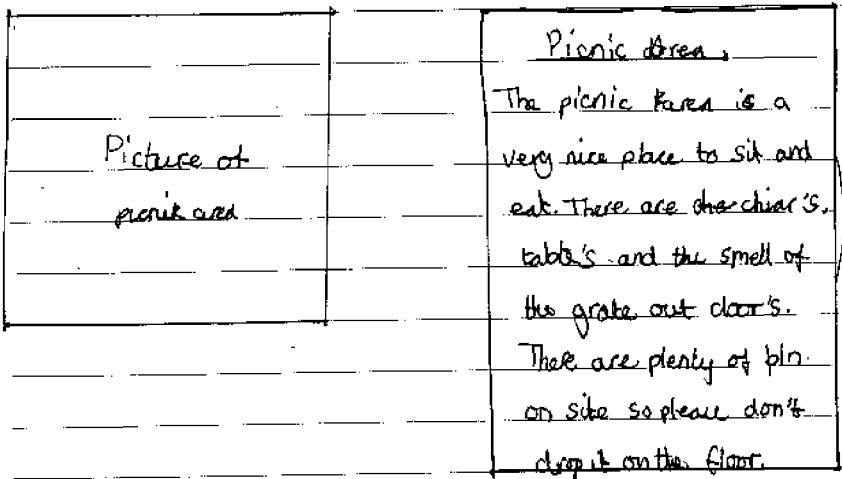 Picture of
picnik area
Picnic Area.
The picnic area is a
very nice place to sit and
eat. There are chiar's,
table's and the smell of
the grate out door's.
There are plenty of bin
on site so please don't
drop it on the floor.